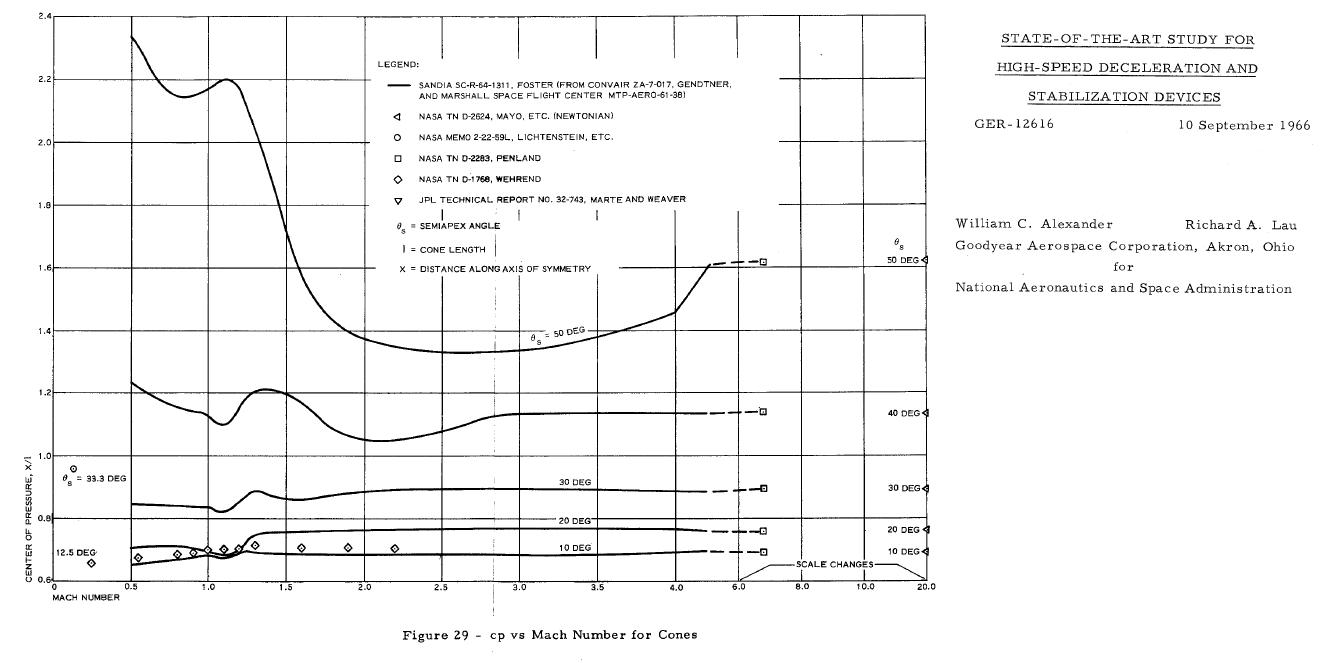 2.4
2.2
2.0
1.8
1.6
1.4
1.2
1.0
0.8
0.6
CENTER OF PRESSURE, X/l
LEGEND:
SANDIA SC-R-64-1311, FOSTER (FROM CONVAIR ZA-7-017, GENDTNER,
AND MARSHALL SPACE FLIGHT CENTER MTP-AERO-61-38)
NASA TN D-2624, MAYO, ETC. (NEWTONIAN)
NASA MEMO 2-22-59L, LICHTENSTEIN, ETC.
NASA TN D-2283, PENLAND
NASA TN D-1768, WEHREND
JPL TECHNICAL REPORT NO. 32-743, MARTE AND WEAVER
θs = SEMIAPEX ANGLE
l = CONE LENGTH
X = DISTANCE ALONG AXIS OF SYMMETRY
θs
50 DEG
θs = 50 DEG
40 DEG
θs = 33.3 DEG
30 DEG
30 DEG
20 DEG
20 DEG
12.5 DEG
10 DEG
10 DEG
SCALE CHANGES
0 0.5 1.0 1.5 2.0 2.5 3.0 3.5 4.0 6.0 8.0 10.0 20.0
MACH NUMBER
Figure 29 - cp vs Mach Number for Cones
STATE-OF-THE-ART STUDY FOR
HIGH-SPEED DECELERATION AND
STABILIZATION DEVICES
GER-12616 10 September 1966
William C. Alexander Richard A. Lau
Goodyear Aerospace Corporation, Akron, Ohio
for
National Aeronautics and Space Administration